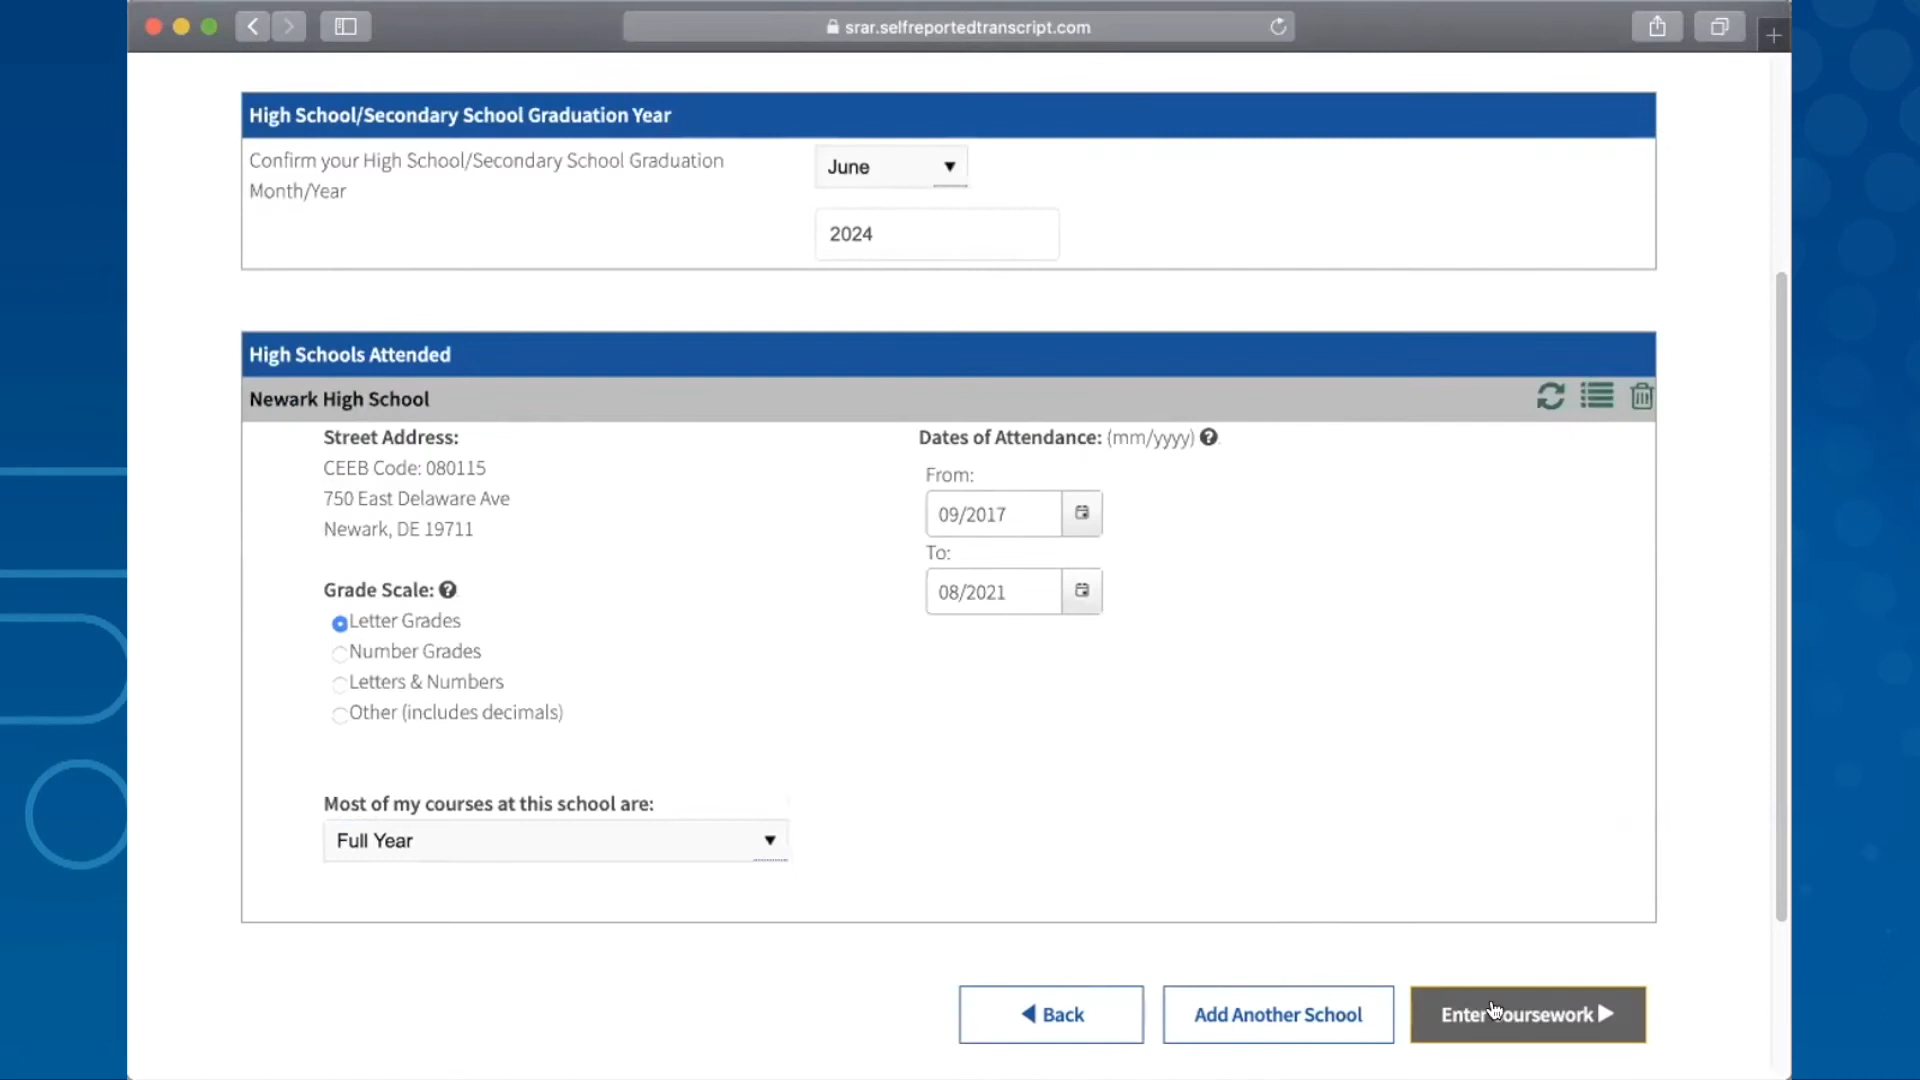 srar.selfreportedtranscript.com
High School/Secondary School Graduation Year
Confirm your High School/Secondary School Graduation
Month/Year
June
2024
High Schools Attended
Newark High School
Street Address:
CEEB Code: 080115
750 East Delaware Ave
Newark, DE 19711
Dates of Attendance: (mm/yyyy)
From:
09/2017
To:
08/2021
Grade Scale:
Letter Grades
Number Grades
Letters & Numbers
Other (includes decimals)
Most of my courses at this school are:
Full Year
Back
Add Another School
Enter Coursework